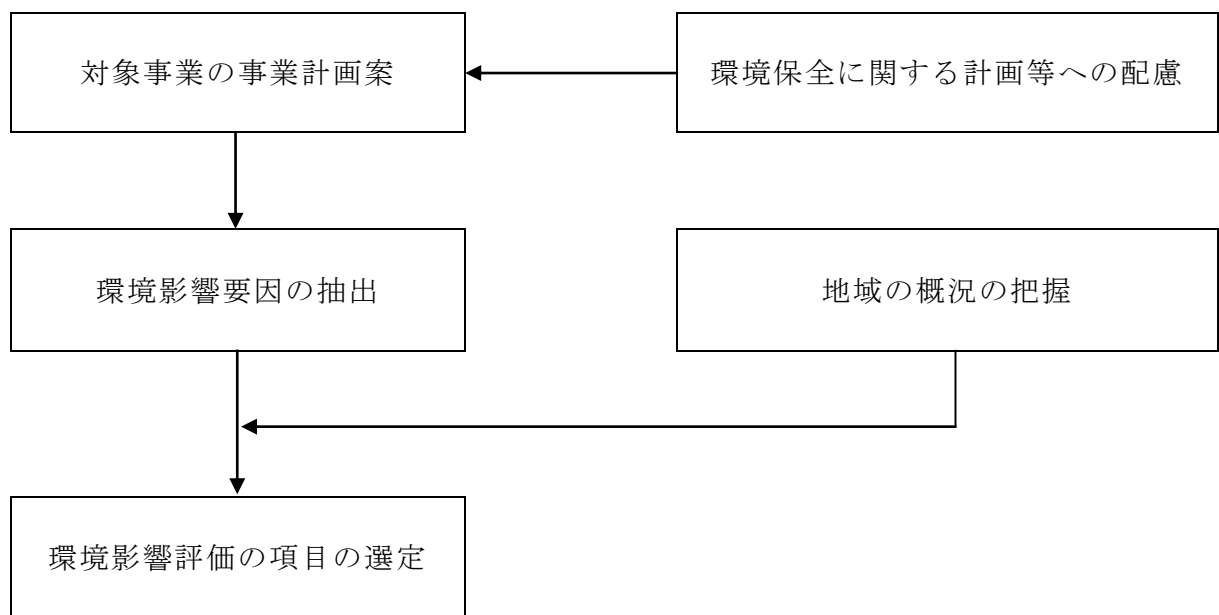 対象事業の事業計画案
環境保全に関する計画等への配慮
環境影響要因の抽出
地域の概況の把握
環境影響評価の項目の選定